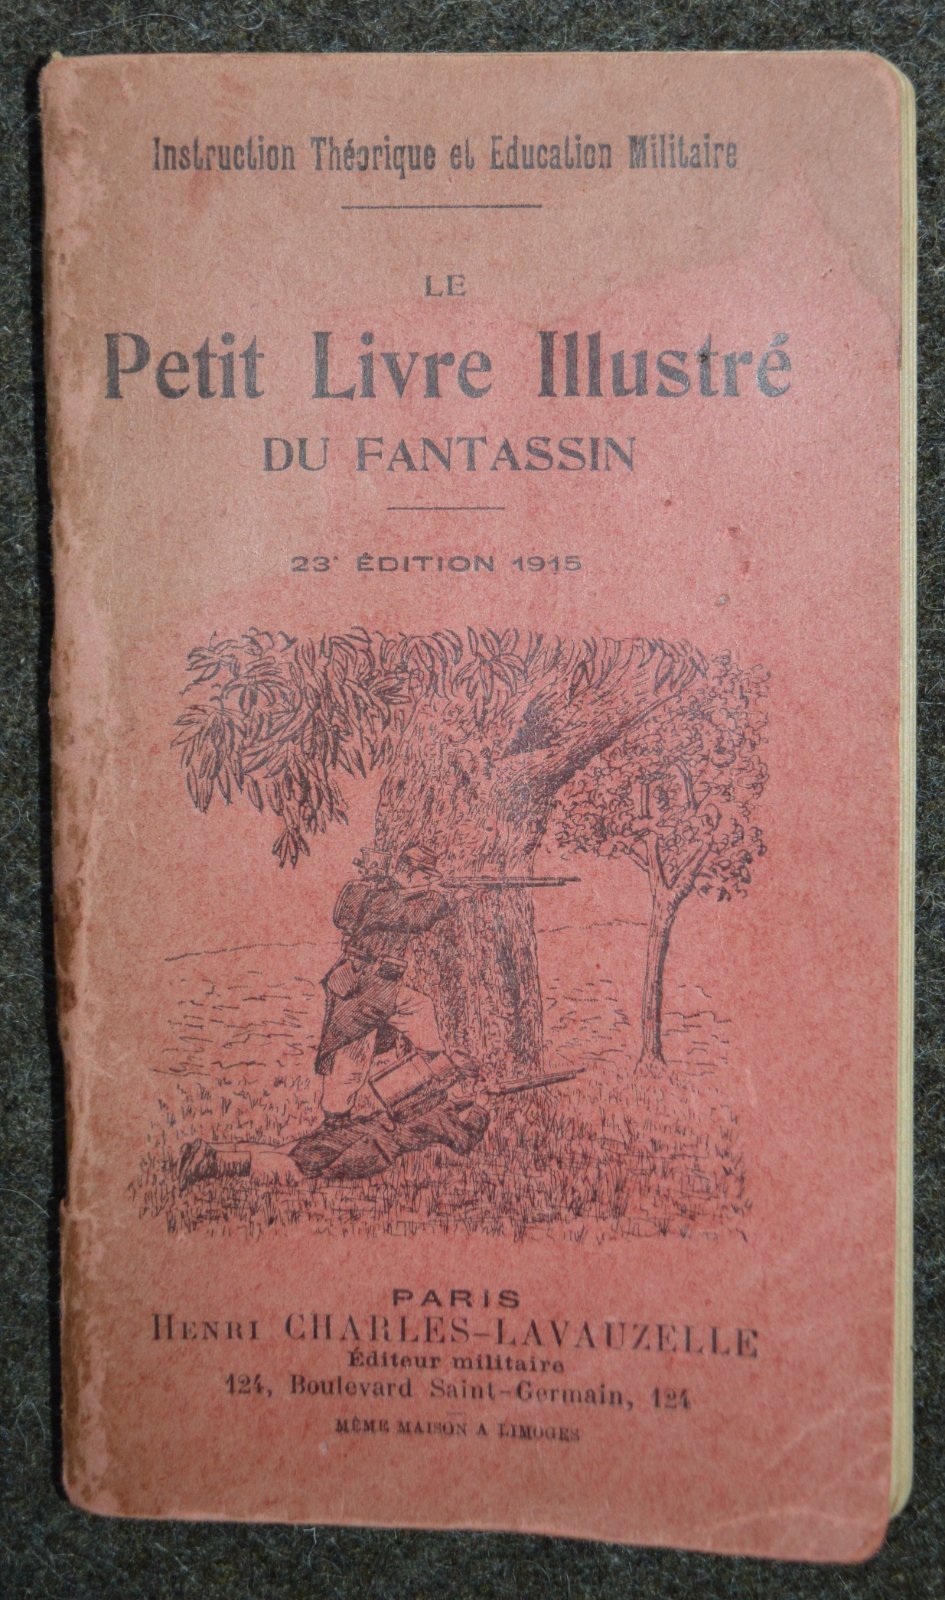 Instruction Théorique et Education Militaire
LE
Petit Livre Illustré
DU FANTASSIN
23e ÉDITION 1915
PARIS
HENRI CHARLES-LAVAUZELLE
Éditeur militaire
124, Boulevard Saint-Germain, 124
MÊME MAISON A LIMOGES